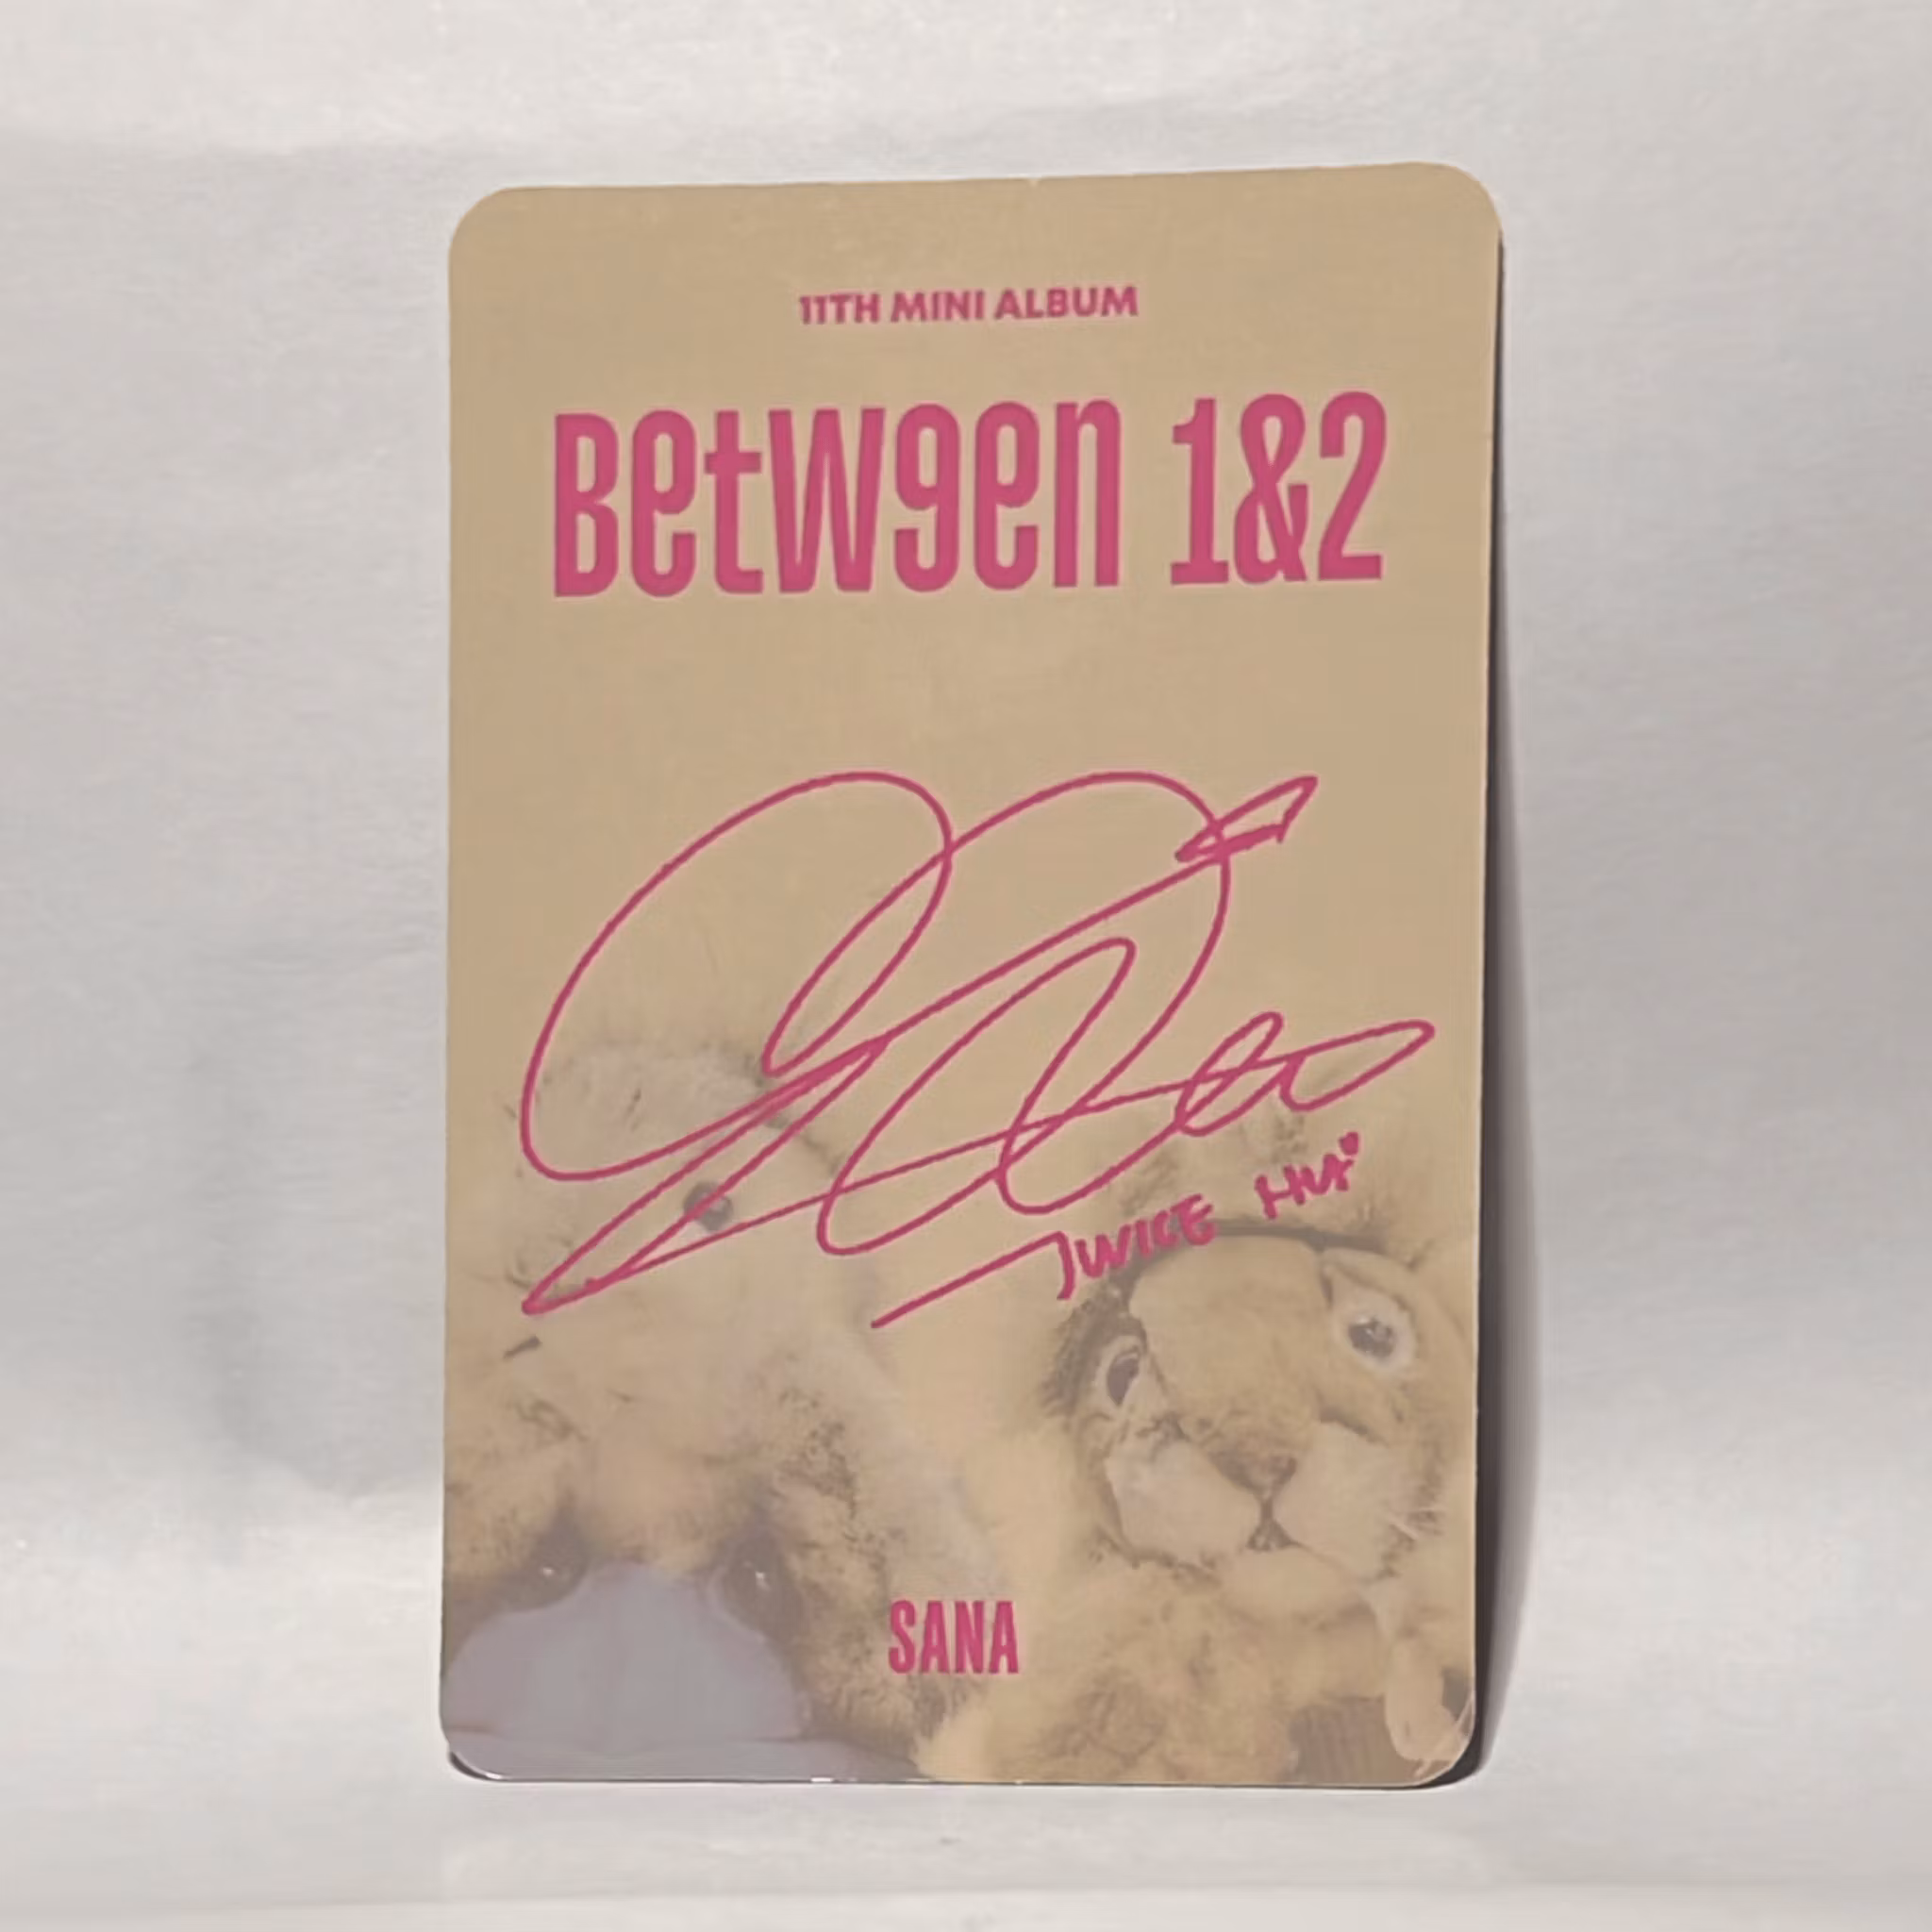 11TH MINI ALBUM
Betw9en 1&2
TWICE
SANA